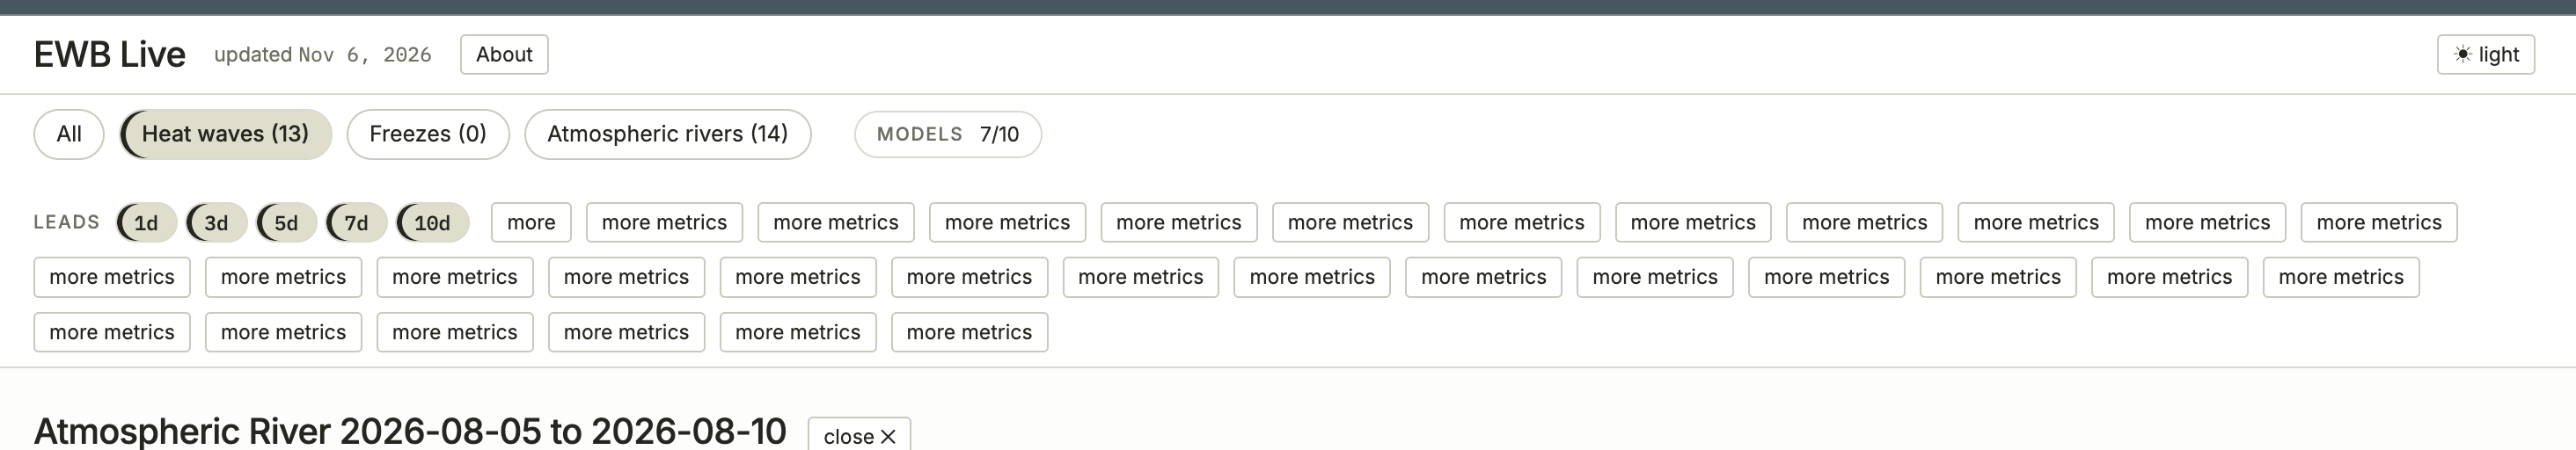 EWB Live updated Nov 6, 2026 About ☀ light
All Heat waves (13) Freezes (0) Atmospheric rivers (14) MODELS 7/10
LEADS 1d 3d 5d 7d 10d more more metrics more metrics more metrics more metrics more metrics more metrics more metrics more metrics more metrics more metrics more metrics
more metrics more metrics more metrics more metrics more metrics more metrics more metrics more metrics more metrics more metrics more metrics more metrics more metrics more metrics
more metrics more metrics more metrics more metrics more metrics more metrics
Atmospheric River 2026-08-05 to 2026-08-10 close ✕